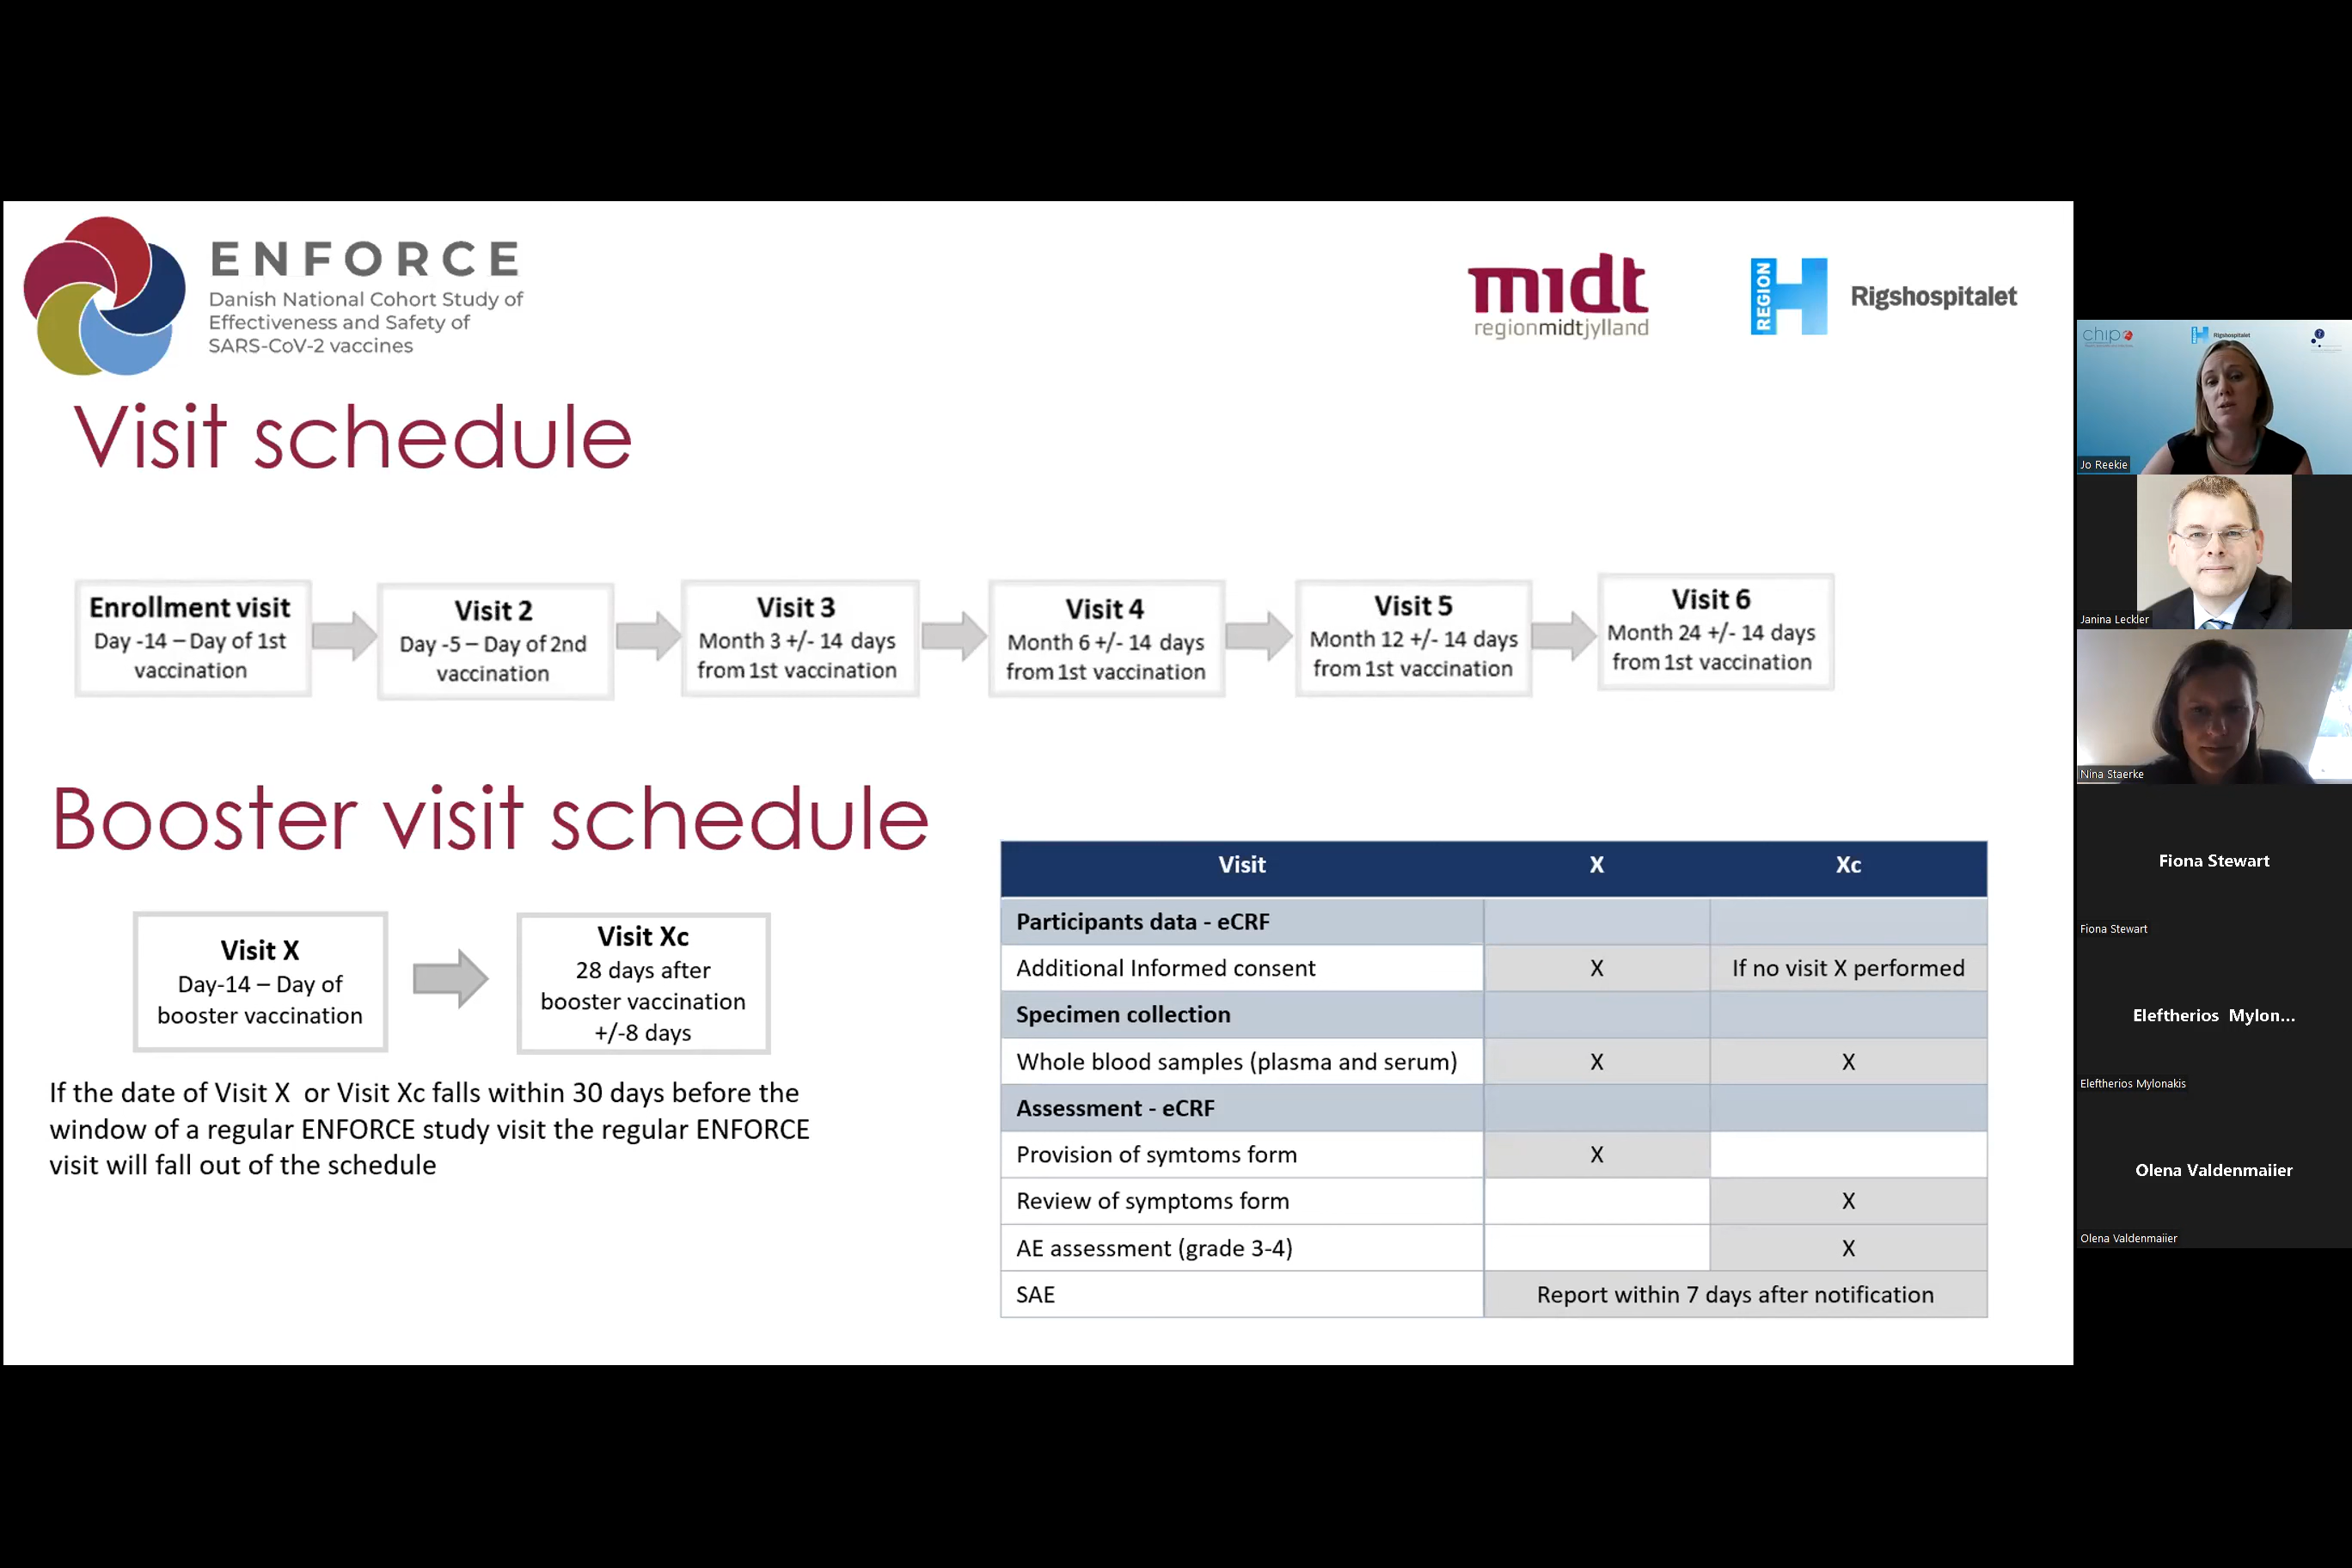 ENFORCE
Danish National Cohort Study of
Effectiveness and Safety of
SARS-CoV-2 vaccines
midt
regionmidtjylland
REGION
Rigshospitalet
Visit schedule
Enrollment visit
Day -14 – Day of 1st
vaccination
Visit 2
Day -5 – Day of 2nd
vaccination
Visit 3
Month 3 +/- 14 days
from 1st vaccination
Visit 4
Month 6 +/- 14 days
from 1st vaccination
Visit 5
Month 12 +/- 14 days
from 1st vaccination
Visit 6
Month 24 +/- 14 days
from 1st vaccination
Booster visit schedule
Visit X
Day-14 – Day of
booster vaccination
Visit Xc
28 days after
booster vaccination
+/-8 days
If the date of Visit X or Visit Xc falls within 30 days before the
window of a regular ENFORCE study visit the regular ENFORCE
visit will fall out of the schedule
Visit X Xc
Participants data - eCRF
Additional Informed consent X If no visit X performed
Specimen collection
Whole blood samples (plasma and serum) X X
Assessment - eCRF
Provision of symtoms form X
Review of symptoms form X
AE assessment (grade 3-4) X
SAE Report within 7 days after notification
chip
Rigshospitalet
Jo Reekie
Janina Leckler
Nina Staerke
Fiona Stewart
Fiona Stewart
Eleftherios Mylon...
Eleftherios Mylonakis
Olena Valdenmaiier
Olena Valdenmaiier